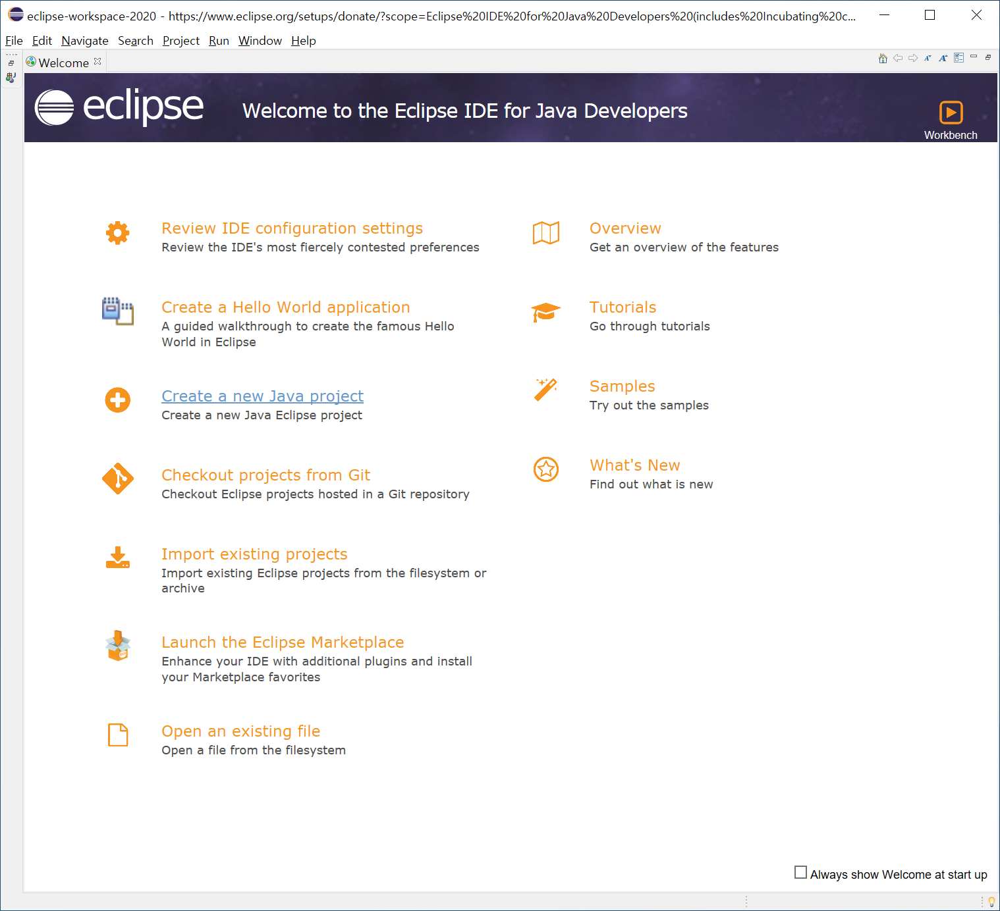 eclipse-workspace-2020 - https://www.eclipse.org/setups/donate/?scope=Eclipse%20IDE%20for%20Java%20Developers%20(includes%20Incubating%20c...
File Edit Navigate Search Project Run Window Help
Welcome
eclipse
Welcome to the Eclipse IDE for Java Developers
Workbench
Review IDE configuration settings
Review the IDE's most fiercely contested preferences
Create a Hello World application
A guided walkthrough to create the famous Hello
World in Eclipse
Create a new Java project
Create a new Java Eclipse project
Checkout projects from Git
Checkout Eclipse projects hosted in a Git repository
Import existing projects
Import existing Eclipse projects from the filesystem or
archive
Launch the Eclipse Marketplace
Enhance your IDE with additional plugins and install
your Marketplace favorites
Open an existing file
Open a file from the filesystem
Overview
Get an overview of the features
Tutorials
Go through tutorials
Samples
Try out the samples
What's New
Find out what is new
Always show Welcome at start up